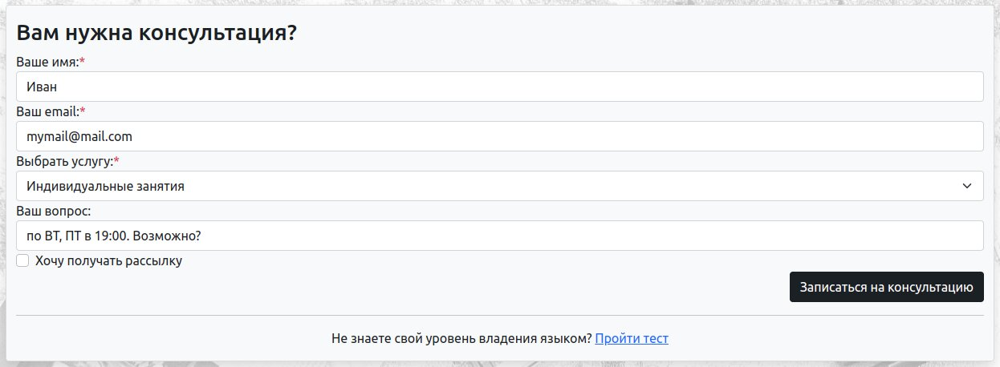 Вам нужна консультация?
Ваше имя:*
Иван
Ваш email:*
mymail@mail.com
Выбрать услугу:*
Индивидуальные занятия
Ваш вопрос:
по ВТ, ПТ в 19:00. Возможно?
Хочу получать рассылку
Записаться на консультацию
Не знаете свой уровень владения языком? Пройти тест